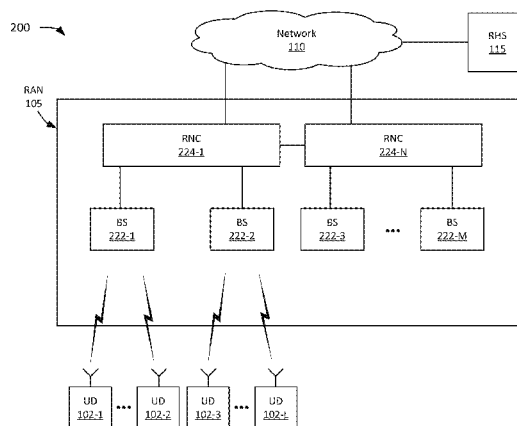 200
Network
110
RHS
115
RAN
105
RNC
224-1
RNC
224-N
BS
222-1
BS
222-2
BS
222-3
•••
BS
222-M
UD
102-1
•••
UD
102-2
UD
102-3
•••
UD
102-L